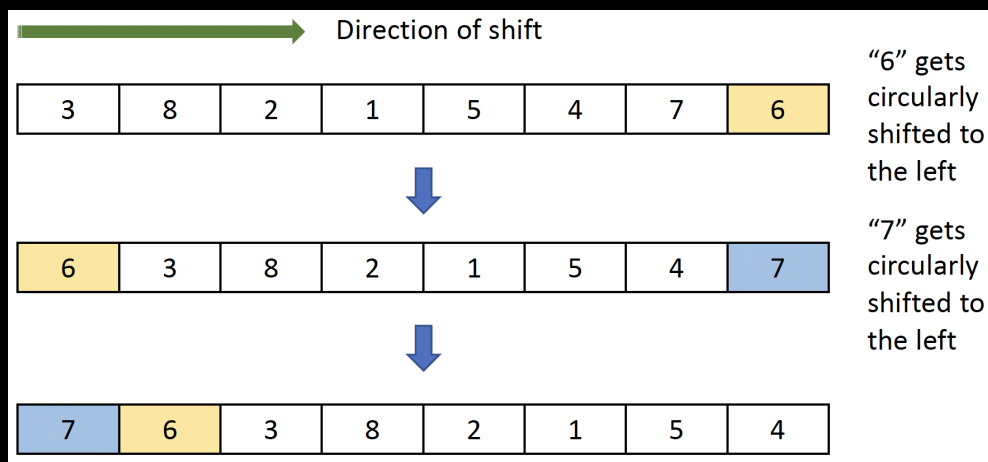 Direction of shift
3 8 2 1 5 4 7 6
“6” gets
circularly
shifted to
the left
6 3 8 2 1 5 4 7
“7” gets
circularly
shifted to
the left
7 6 3 8 2 1 5 4